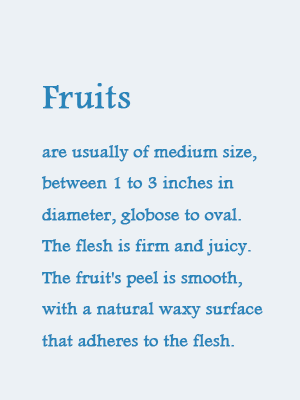 Fruits
are usually of medium size,
between 1 to 3 inches in
diameter, globose to oval.
The flesh is firm and juicy.
The fruit's peel is smooth,
with a natural waxy surface
that adheres to the flesh.